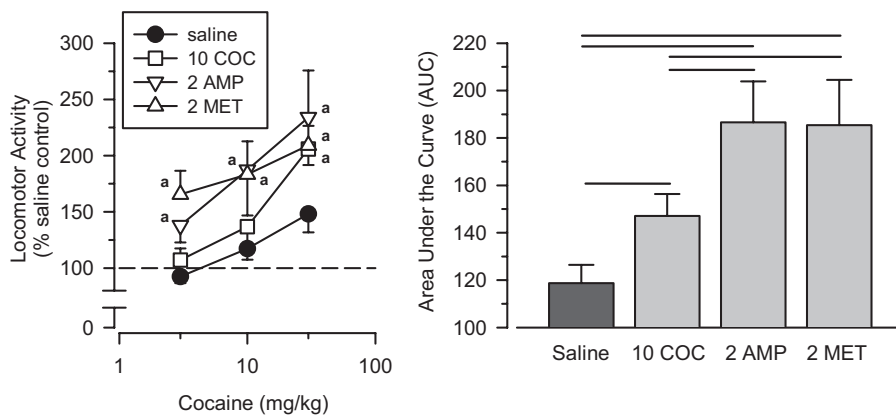 saline
10 COC
2 AMP
2 MET
300
250
200
150
100
0
Locomotor Activity
(% saline control)
a
a
a
a
a
a
a
1
10
100
Cocaine (mg/kg)
220
200
180
160
140
120
100
Area Under the Curve (AUC)
Saline 10 COC 2 AMP 2 MET